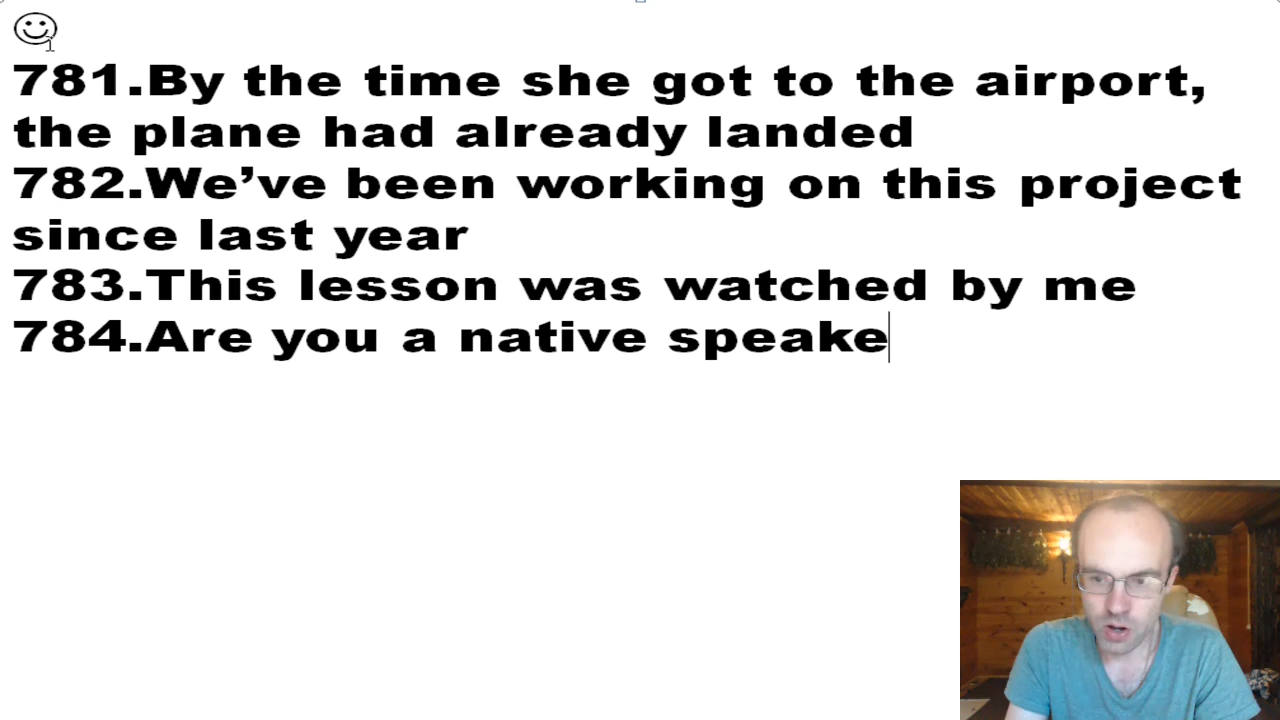 781.By the time she got to the airport,
the plane had already landed
782.We’ve been working on this project
since last year
783.This lesson was watched by me
784.Are you a native speake